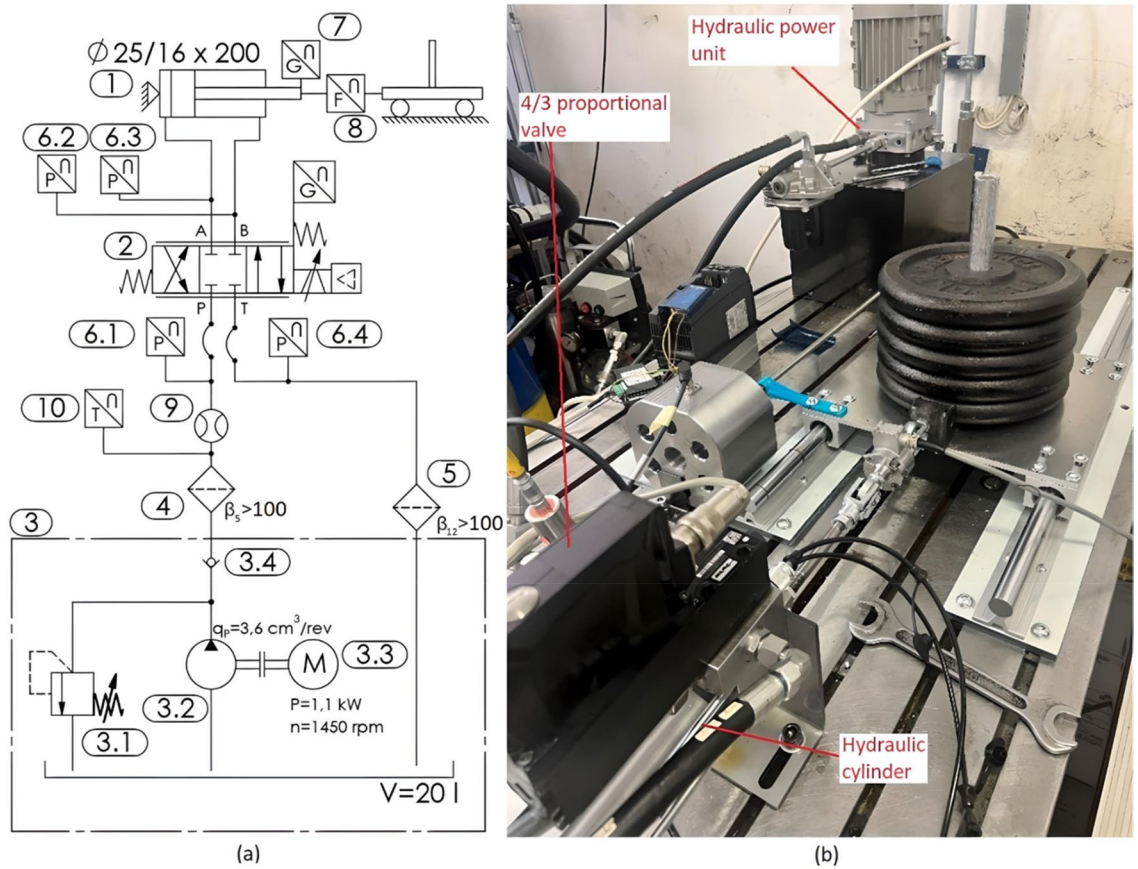 Ø 25/16 x 200
1
7
G n
F n
8
6.2
6.3
P n
P n
G n
A
B
2
P
T
6.1
P n
P n
6.4
10
T n
9
4
β5>100
5
β12>100
3
3.4
qP=3,6 cm³/rev
M
3.3
3.2
P=1,1 kW
n=1450 rpm
3.1
V=20 l
(a)
Hydraulic power
unit
4/3 proportional
valve
Hydraulic
cylinder
(b)